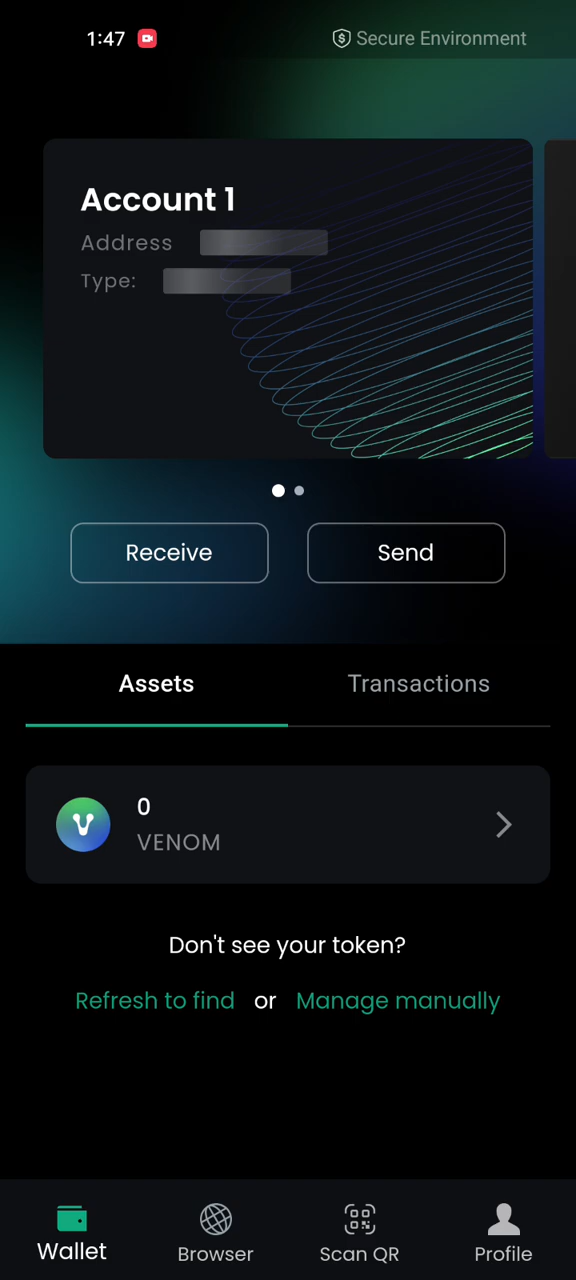 1:47
Secure Environment
Account 1
Address
Type:
Receive
Send
Assets
Transactions
0
VENOM
Don't see your token?
Refresh to find or Manage manually
Wallet
Browser
Scan QR
Profile